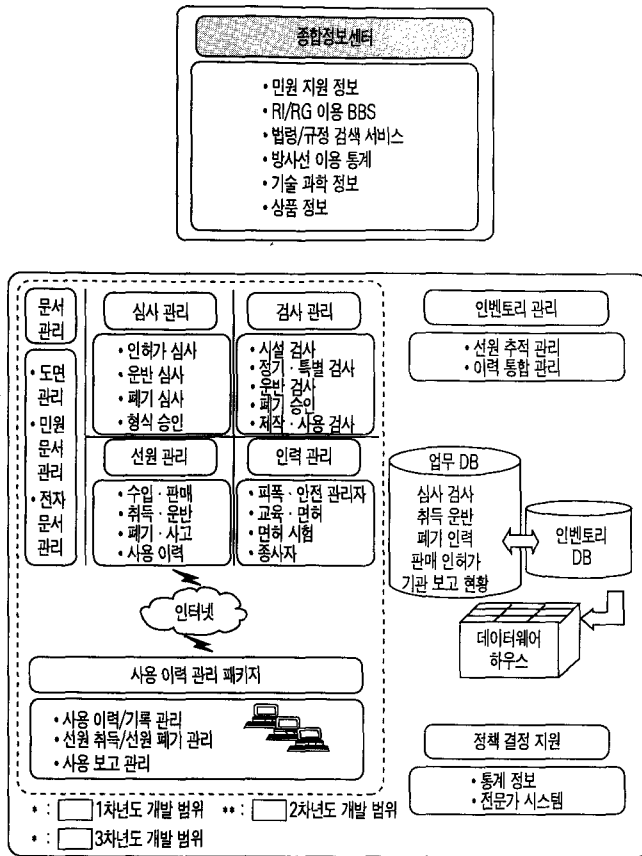 종합정보센터
• 민원 지원 정보
• RI/RG 이용 BBS
• 법령/규정 검색 서비스
• 방사선 이용 통계
• 기술 과학 정보
• 상품 정보
문서
관리
• 도면
관리
• 민원
문서
관리
• 전자
문서
관리
심사 관리
• 인허가 심사
• 운반 심사
• 폐기 심사
• 형식 승인
검사 관리
• 시설 검사
• 정기 · 특별 검사
• 운반 검사
• 폐기 승인
• 제작 · 사용 검사
선원 관리
• 수입 · 판매
• 취득 · 운반
• 폐기 · 사고
• 사용 이력
인력 관리
• 피폭 · 안전 관리자
• 교육 · 면허
• 면허 시험
• 종사자
인터넷
사용 이력 관리 패키지
• 사용 이력/기록 관리
• 선원 취득/선원 폐기 관리
• 사용 보고 관리
인벤토리 관리
• 선원 추적 관리
• 이력 통합 관리
업무 DB
심사 검사
취득 운반
폐기 인력
판매 인허가
기관 보고 현황
인벤토리
DB
데이터웨어
하우스
정책 결정 지원
• 통계 정보
• 전문가 시스템
* : 1차년도 개발 범위 ** : 2차년도 개발 범위
* : 3차년도 개발 범위